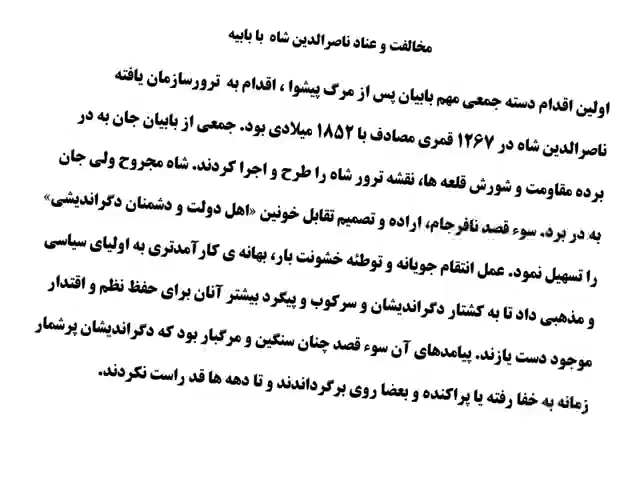 مخالفت و عناد ناصرالدین شاه با بابیه
اولین اقدام دسته جمعی مهم بابیان پس از مرگ پیشوا ، اقدام به ترورسازمان یافته
ناصرالدین شاه در ۱۲۶۷ قمری مصادف با ۱۸۵۲ میلادی بود. جمعی از بابیان جان به در
برده مقاومت و شورش قلعه ها، نقشه ترور شاه را طرح و اجرا کردند. شاه مجروح ولی جان
به در برد. سوء قصد نافرجام، اراده و تصمیم تقابل خونین «اهل دولت و دشمنان دگراندیشی»
را تسهیل نمود. عمل انتقام جویانه و توطئه خشونت بار، بهانه ی کارآمدتری به اولیای سیاسی
و مذهبی داد تا به کشتار دگراندیشان و سرکوب و پیگرد بیشتر آنان برای حفظ نظم و اقتدار
موجود دست یازند. پیامدهای آن سوء قصد چنان سنگین و مرگبار بود که دگراندیشان پرشمار
زمانه به خفا رفته یا پراکنده و بعضا روی برگرداندند و تا دهه ها قد راست نکردند.